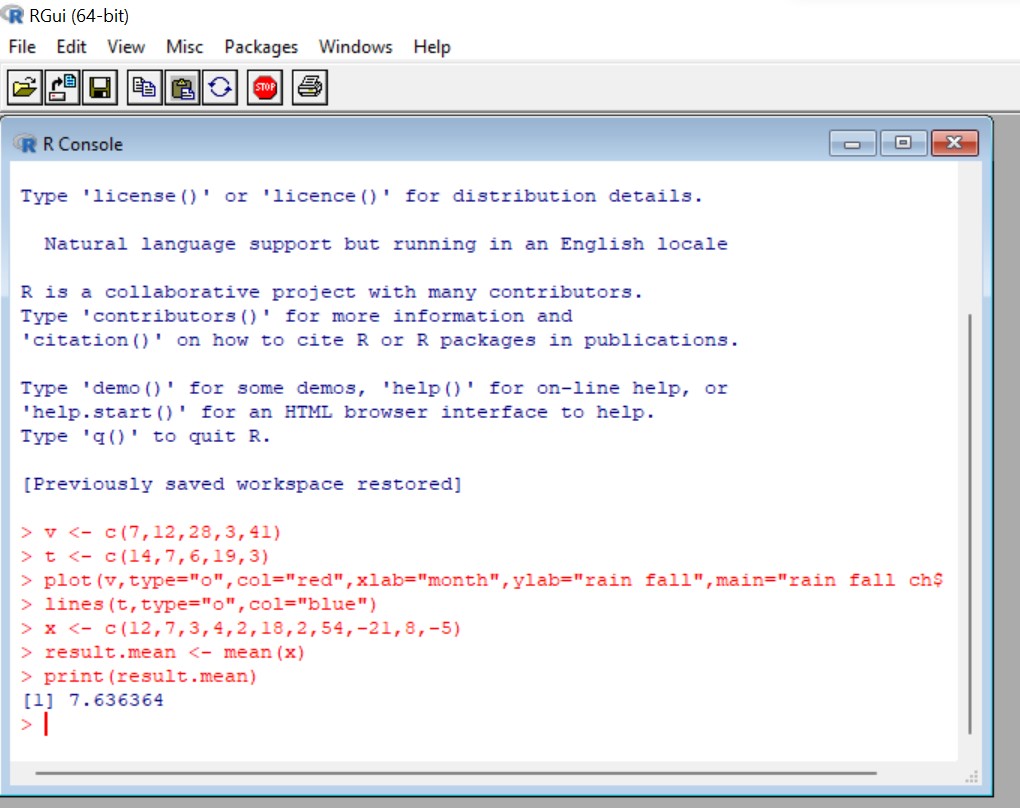 RGui (64-bit)
File Edit View Misc Packages Windows Help
STOP
R Console
Type 'license()' or 'licence()' for distribution details.
Natural language support but running in an English locale
R is a collaborative project with many contributors.
Type 'contributors()' for more information and
'citation()' on how to cite R or R packages in publications.
Type 'demo()' for some demos, 'help()' for on-line help, or
'help.start()' for an HTML browser interface to help.
Type 'q()' to quit R.
[Previously saved workspace restored]
> v <- c(7,12,28,3,41)
> t <- c(14,7,6,19,3)
> plot(v,type="o",col="red",xlab="month",ylab="rain fall",main="rain fall ch$
> lines(t,type="o",col="blue")
> x <- c(12,7,3,4,2,18,2,54,-21,8,-5)
> result.mean <- mean(x)
> print(result.mean)
[1] 7.636364
>